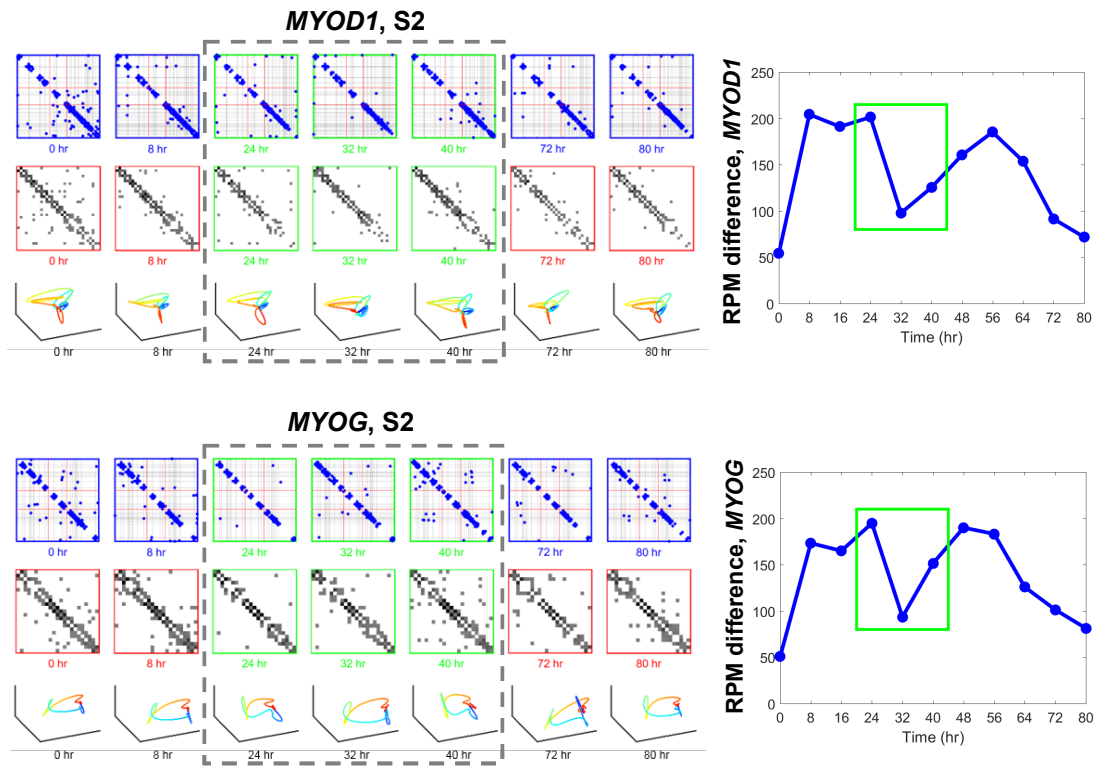 MYOD1, S2
0 hr 8 hr 24 hr 32 hr 40 hr 72 hr 80 hr
0 hr 8 hr 24 hr 32 hr 40 hr 72 hr 80 hr
0 hr 8 hr 24 hr 32 hr 40 hr 72 hr 80 hr
RPM difference, MYOD1
250
200
150
100
50
0
0 8 16 24 32 40 48 56 64 72 80
Time (hr)
MYOG, S2
0 hr 8 hr 24 hr 32 hr 40 hr 72 hr 80 hr
0 hr 8 hr 24 hr 32 hr 40 hr 72 hr 80 hr
0 hr 8 hr 24 hr 32 hr 40 hr 72 hr 80 hr
RPM difference, MYOG
250
200
150
100
50
0
0 8 16 24 32 40 48 56 64 72 80
Time (hr)